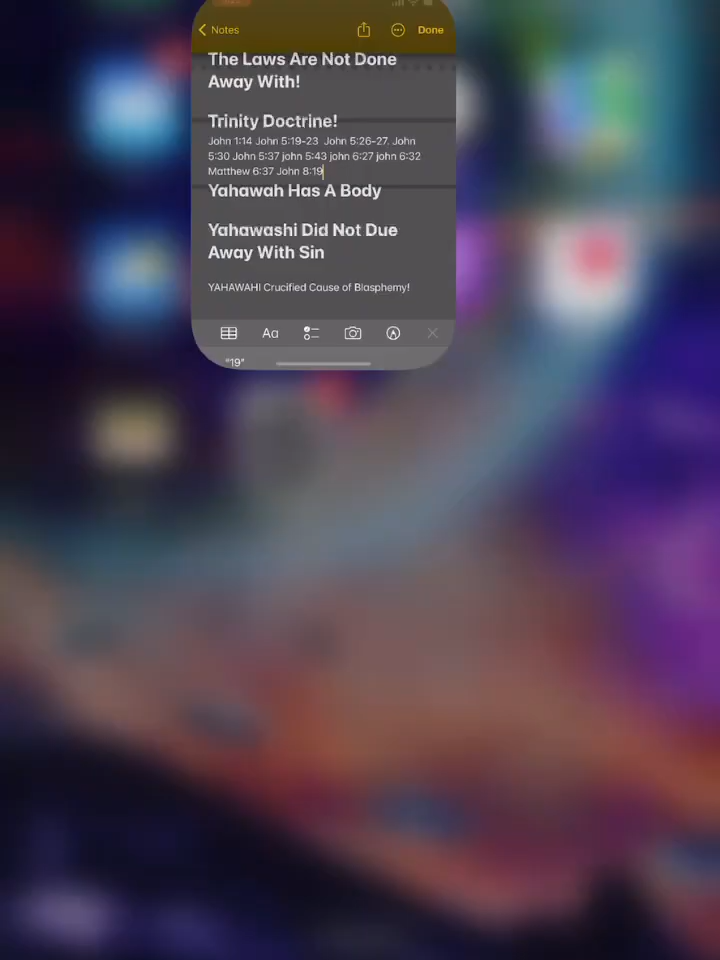 Notes
Done
The Laws Are Not Done
Away With!
Trinity Doctrine!
John 1:14 John 5:19-23 John 5:26-27. John
5:30 John 5:37 john 5:43 john 6:27 john 6:32
Matthew 6:37 John 8:19
Yahawah Has A Body
Yahawashi Did Not Due
Away With Sin
YAHAWAHI Crucified Cause of Blasphemy!
Aa
"19"